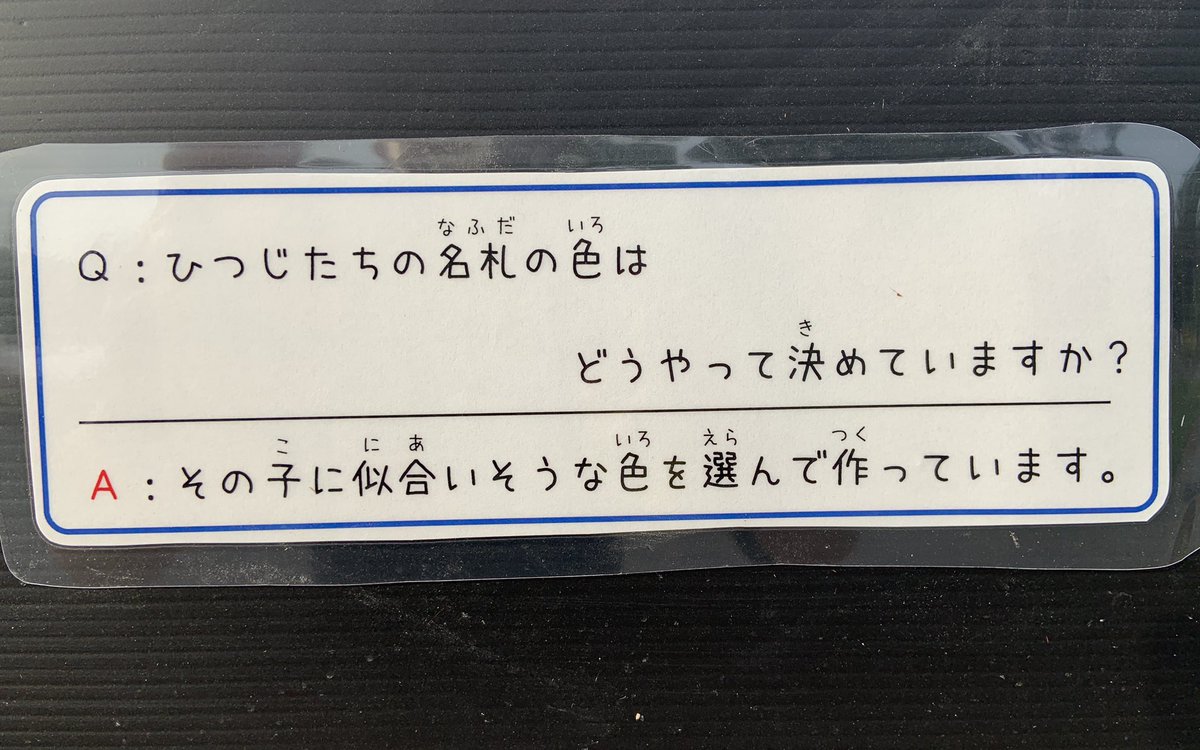 Q：ひつじたちの名札の色は
どうやって決めていますか？
A：その子に似合いそうな色を選んで作っています。